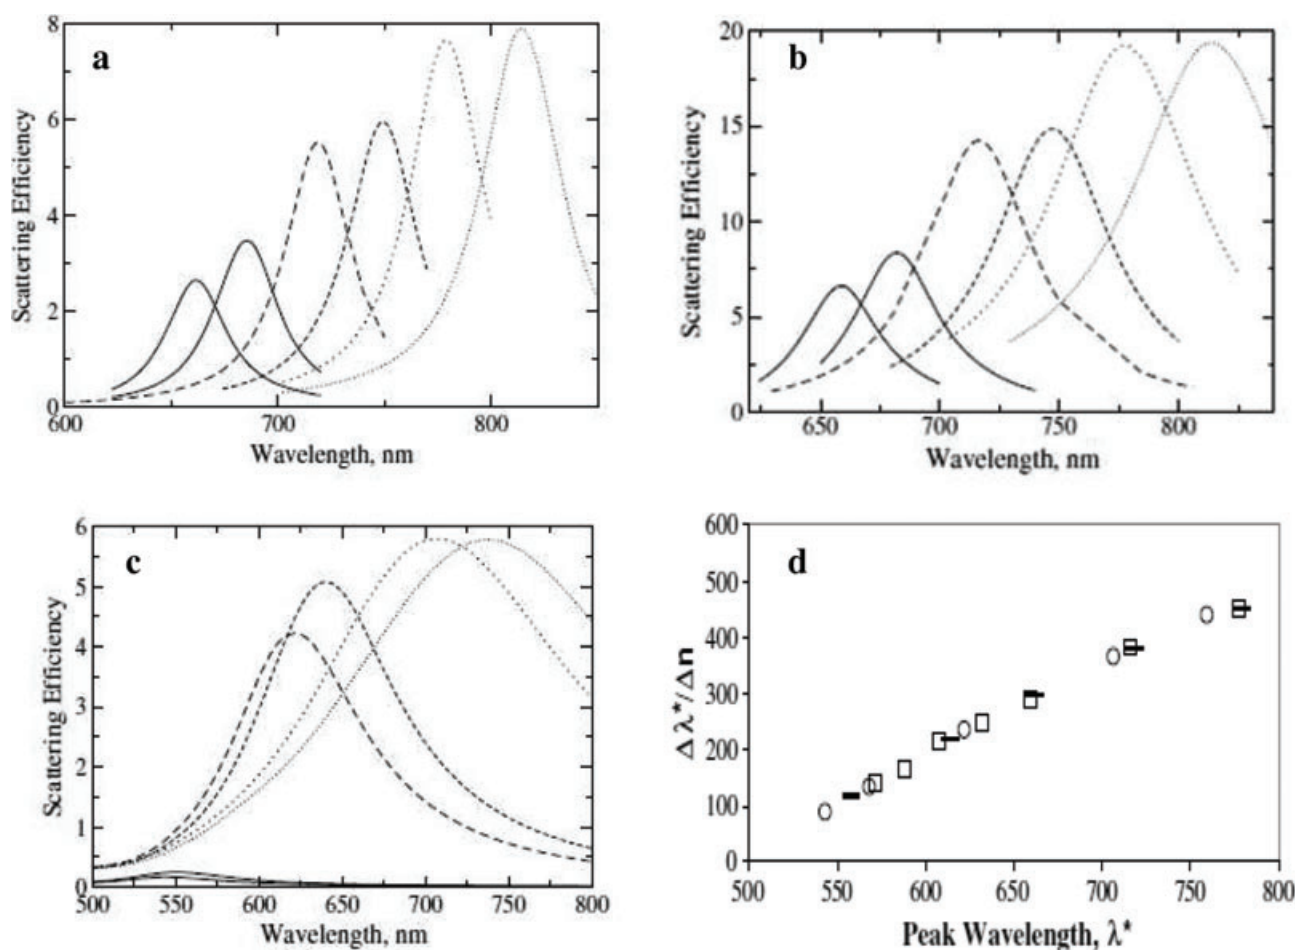 a
8
6
4
2
0
Scattering Efficiency
600
700
800
Wavelength, nm
b
20
15
10
5
0
Scattering Efficiency
650
700
750
800
Wavelength, nm
c
6
5
4
3
2
1
0
Scattering Efficiency
500 550 600 650 700 750 800
Wavelength, nm
d
600
500
400
300
200
100
0
Δλ*/Δn
500 550 600 650 700 750 800
Peak Wavelength, λ*